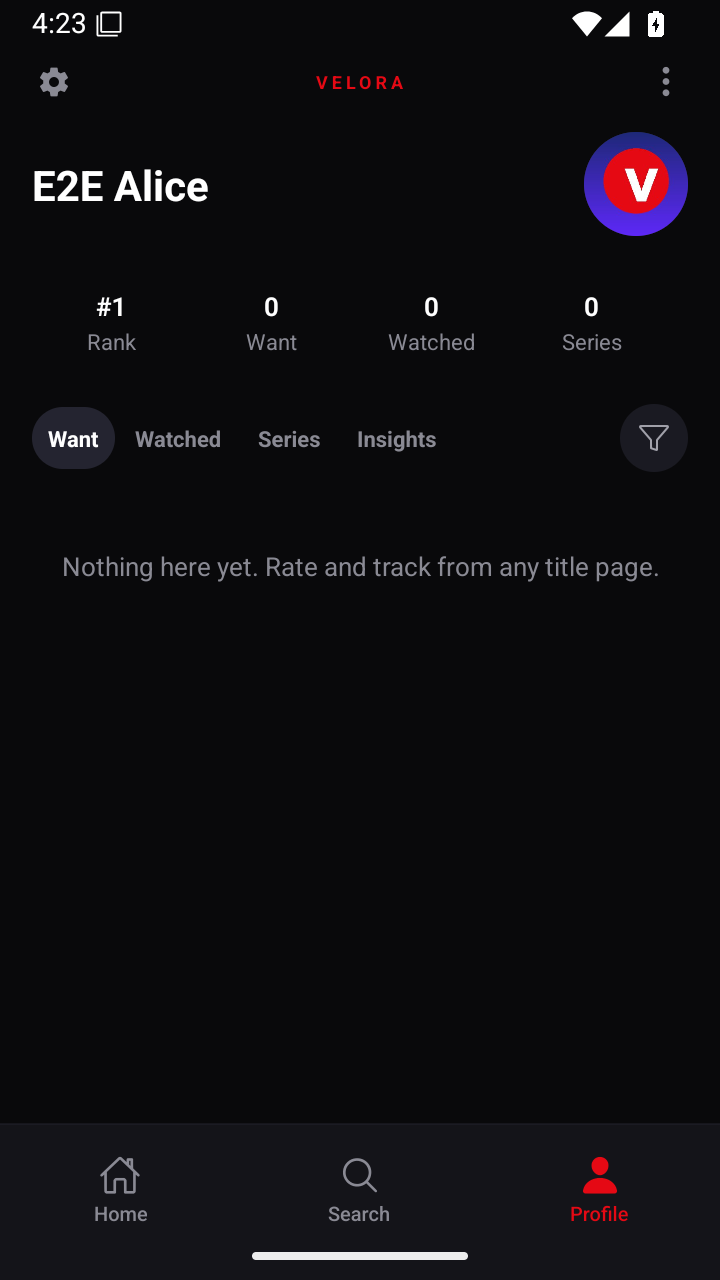 4:23
VELORA
E2E Alice
V
#1 0 0 0
Rank Want Watched Series
Want Watched Series Insights
Nothing here yet. Rate and track from any title page.
Home Search Profile